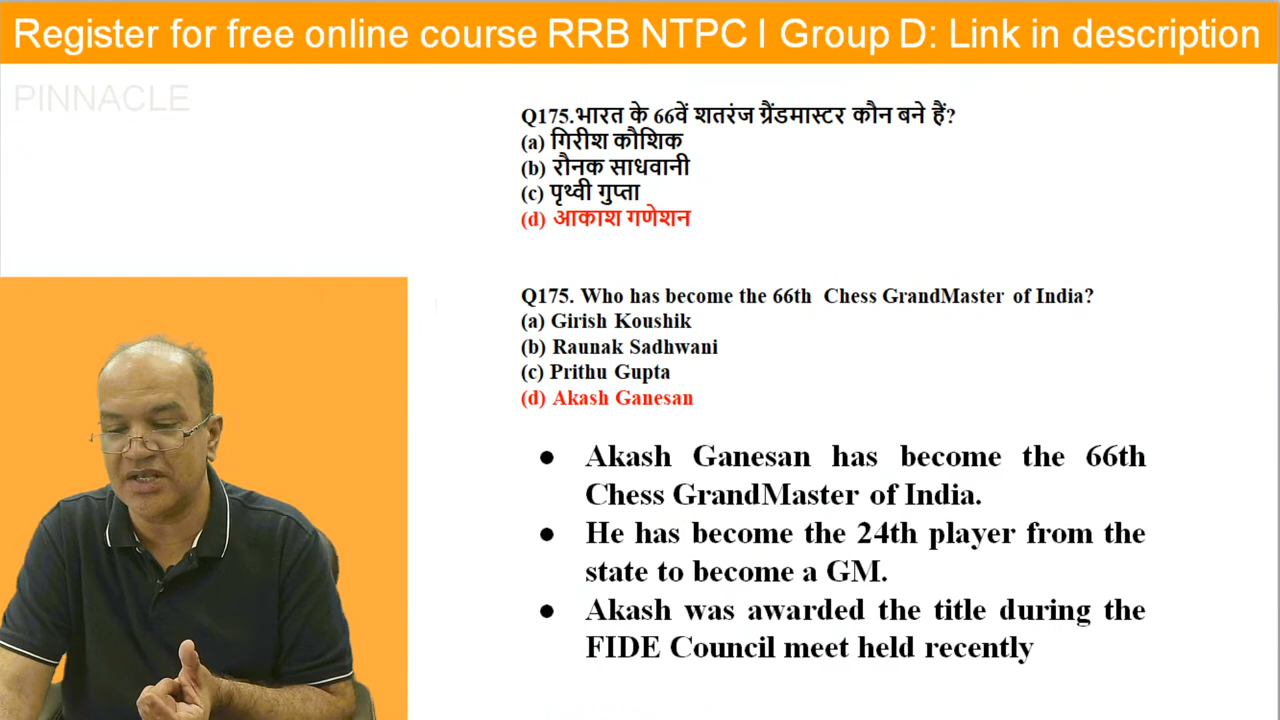 Register for free online course RRB NTPC I Group D: Link in description
PINNACLE
Q175.भारत के 66वें शतरंज ग्रैंडमास्टर कौन बने हैं?
(a) गिरीश कौशिक
(b) रौनक साधवानी
(c) पृथ्वी गुप्ता
(d) आकाश गणेशन
Q175. Who has become the 66th Chess GrandMaster of India?
(a) Girish Koushik
(b) Raunak Sadhwani
(c) Prithu Gupta
(d) Akash Ganesan
● Akash Ganesan has become the 66th
Chess GrandMaster of India.
● He has become the 24th player from the
state to become a GM.
● Akash was awarded the title during the
FIDE Council meet held recently